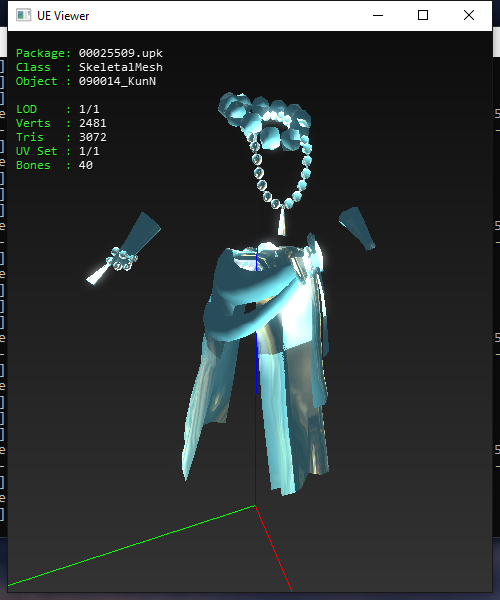 UE Viewer
Package: 00025509.upk
Class : SkeletalMesh
Object : 090014_KunN
LOD : 1/1
Verts : 2481
Tris : 3072
UV Set : 1/1
Bones : 40